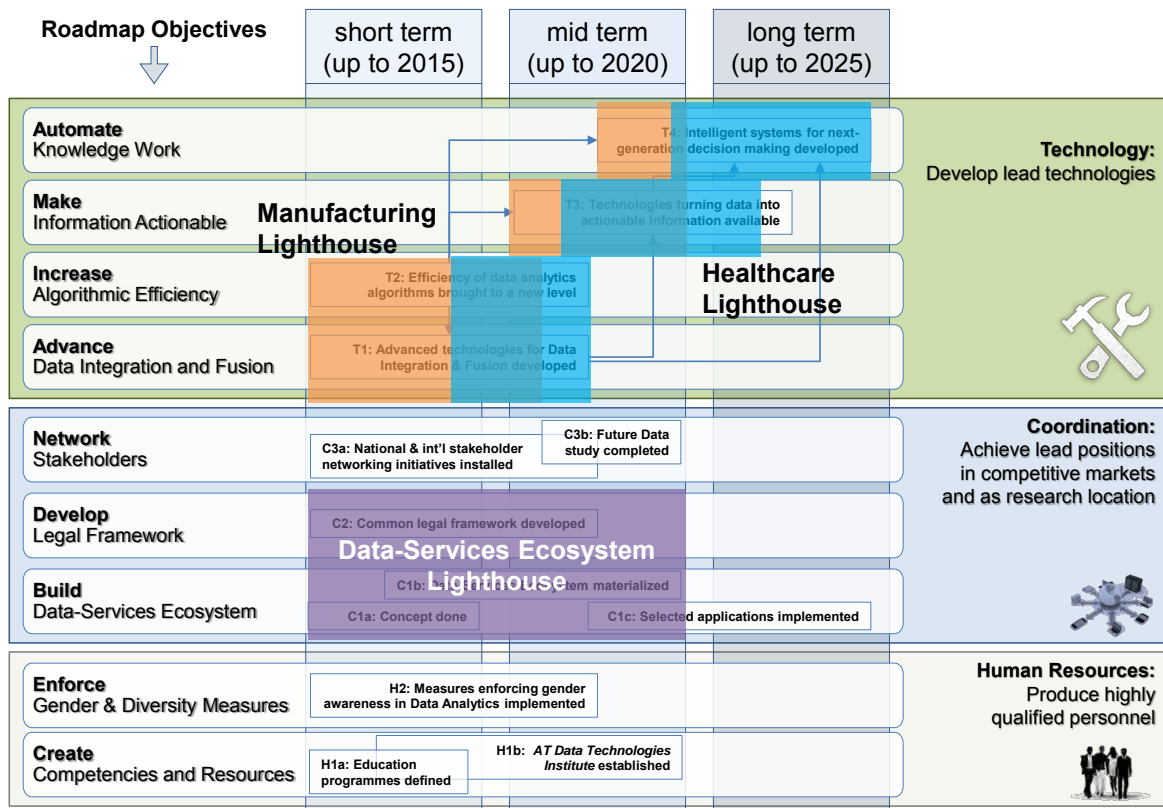 Roadmap Objectives
short term
(up to 2015)
mid term
(up to 2020)
long term
(up to 2025)
Automate
Knowledge Work
T4: Intelligent systems for next-
generation decision making developed
Technology:
Develop lead technologies
Make
Information Actionable
Manufacturing
Lighthouse
T3: Technologies turning data into
actionable information available
Increase
Algorithmic Efficiency
T2: Efficiency of data analytics
algorithms brought to a new level
Healthcare
Lighthouse
Advance
Data Integration and Fusion
T1: Advanced technologies for Data
Integration & Fusion developed
Network
Stakeholders
C3a: National & int'l stakeholder
networking initiatives installed
C3b: Future Data
study completed
Coordination:
Achieve lead positions
in competitive markets
and as research location
Develop
Legal Framework
C2: Common legal framework developed
Data-Services Ecosystem
Lighthouse
Build
Data-Services Ecosystem
C1b: materialized
C1a: Concept done
C1c: Selected applications implemented
Enforce
Gender & Diversity Measures
H2: Measures enforcing gender
awareness in Data Analytics implemented
Human Resources:
Produce highly
qualified personnel
Create
Competencies and Resources
H1a: Education
programmes defined
H1b: AT Data Technologies
Institute established